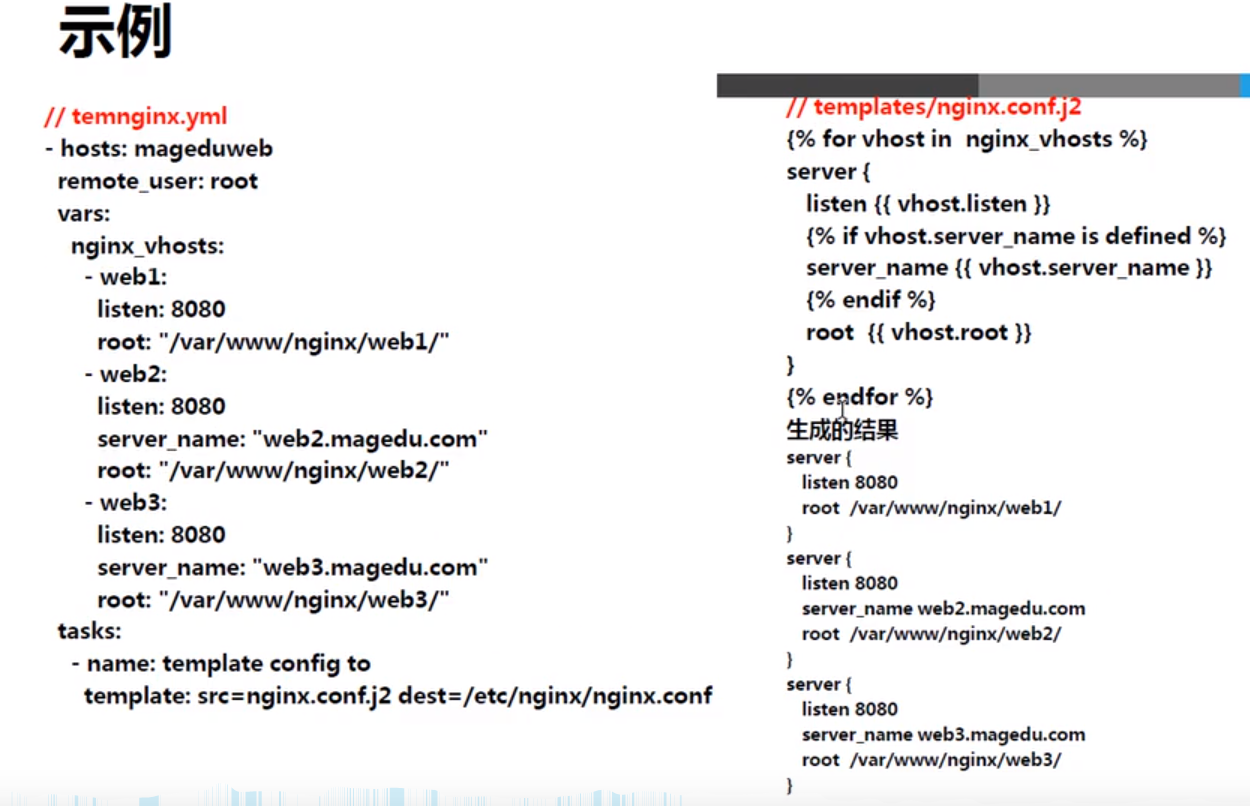 示例
// temnginx.yml
- hosts: mageduweb
remote_user: root
vars:
nginx_vhosts:
- web1:
listen: 8080
root: "/var/www/nginx/web1/"
- web2:
listen: 8080
server_name: "web2.magedu.com"
root: "/var/www/nginx/web2/"
- web3:
listen: 8080
server_name: "web3.magedu.com"
root: "/var/www/nginx/web3/"
tasks:
- name: template config to
template: src=nginx.conf.j2 dest=/etc/nginx/nginx.conf
// templates/nginx.conf.j2
{% for vhost in  nginx_vhosts %}
server {
listen {{ vhost.listen }}
{% if vhost.server_name is defined %}
server_name {{ vhost.server_name }}
{% endif %}
root  {{ vhost.root }}
}
{% endfor %}
生成的结果
server {
listen 8080
root  /var/www/nginx/web1/
}
server {
listen 8080
server_name web2.magedu.com
root  /var/www/nginx/web2/
}
server {
listen 8080
server_name web3.magedu.com
root  /var/www/nginx/web3/
}